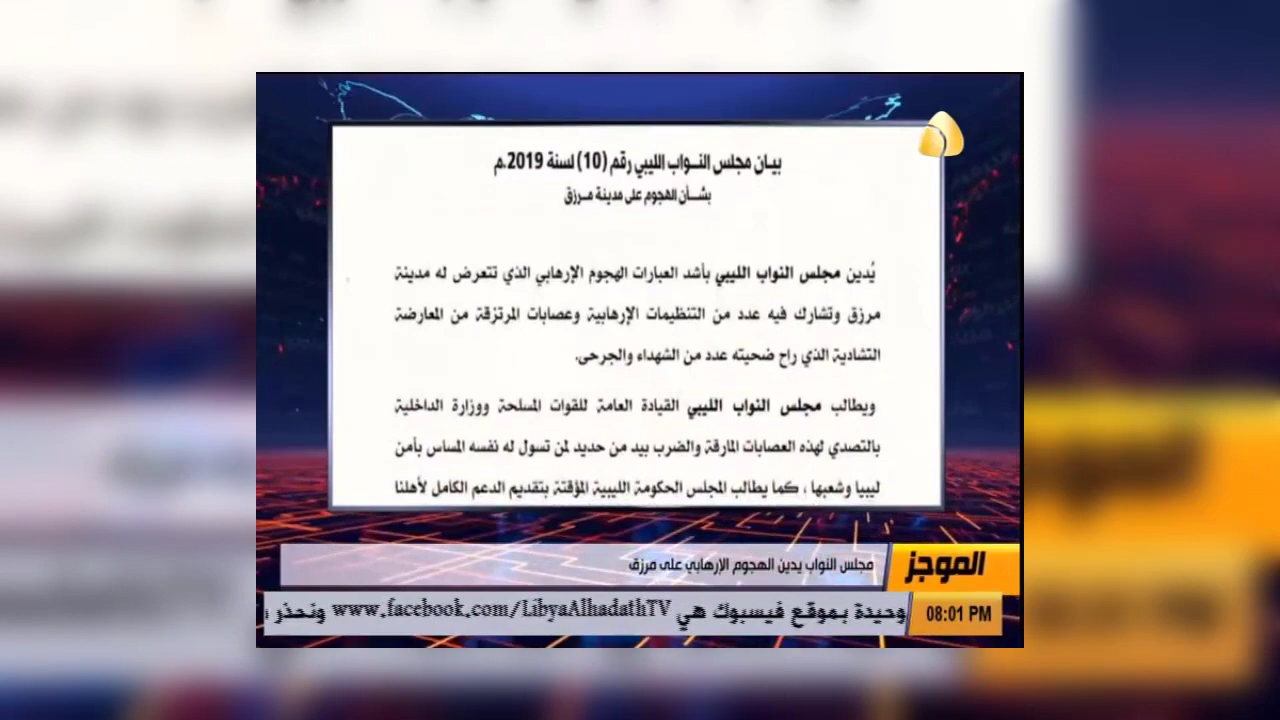 بيـان مجلس النـواب الليبي رقم (10) لسنة 2019م
بشـأن الهجوم على مدينة مـرزق
يُدين مجلس النواب الليبي بأشد العبارات الهجوم الإرهابي الذي تتعرض له مدينة
مرزق وتشارك فيه عدد من التنظيمات الإرهابية وعصابات المرتزقة من المعارضة
التشادية الذي راح ضحيته عدد من الشهداء والجرحى.
ويطالب مجلس النواب الليبي القيادة العامة للقوات المسلحة ووزارة الداخلية
بالتصدي لهذه العصابات المارقة والضرب بيد من حديد لمن تسول له نفسه المساس بأمن
ليبيا وشعبها ، كما يطالب المجلس الحكومة الليبية المؤقتة بتقديم الدعم الكامل لأهلنا
الموجز
مجلس النواب يدين الهجوم الإرهابي على مرزق
08:01 PM
وحيدة بموقع فيسبوك هي www.facebook.com/LibyaAlhadathTV ونحذر